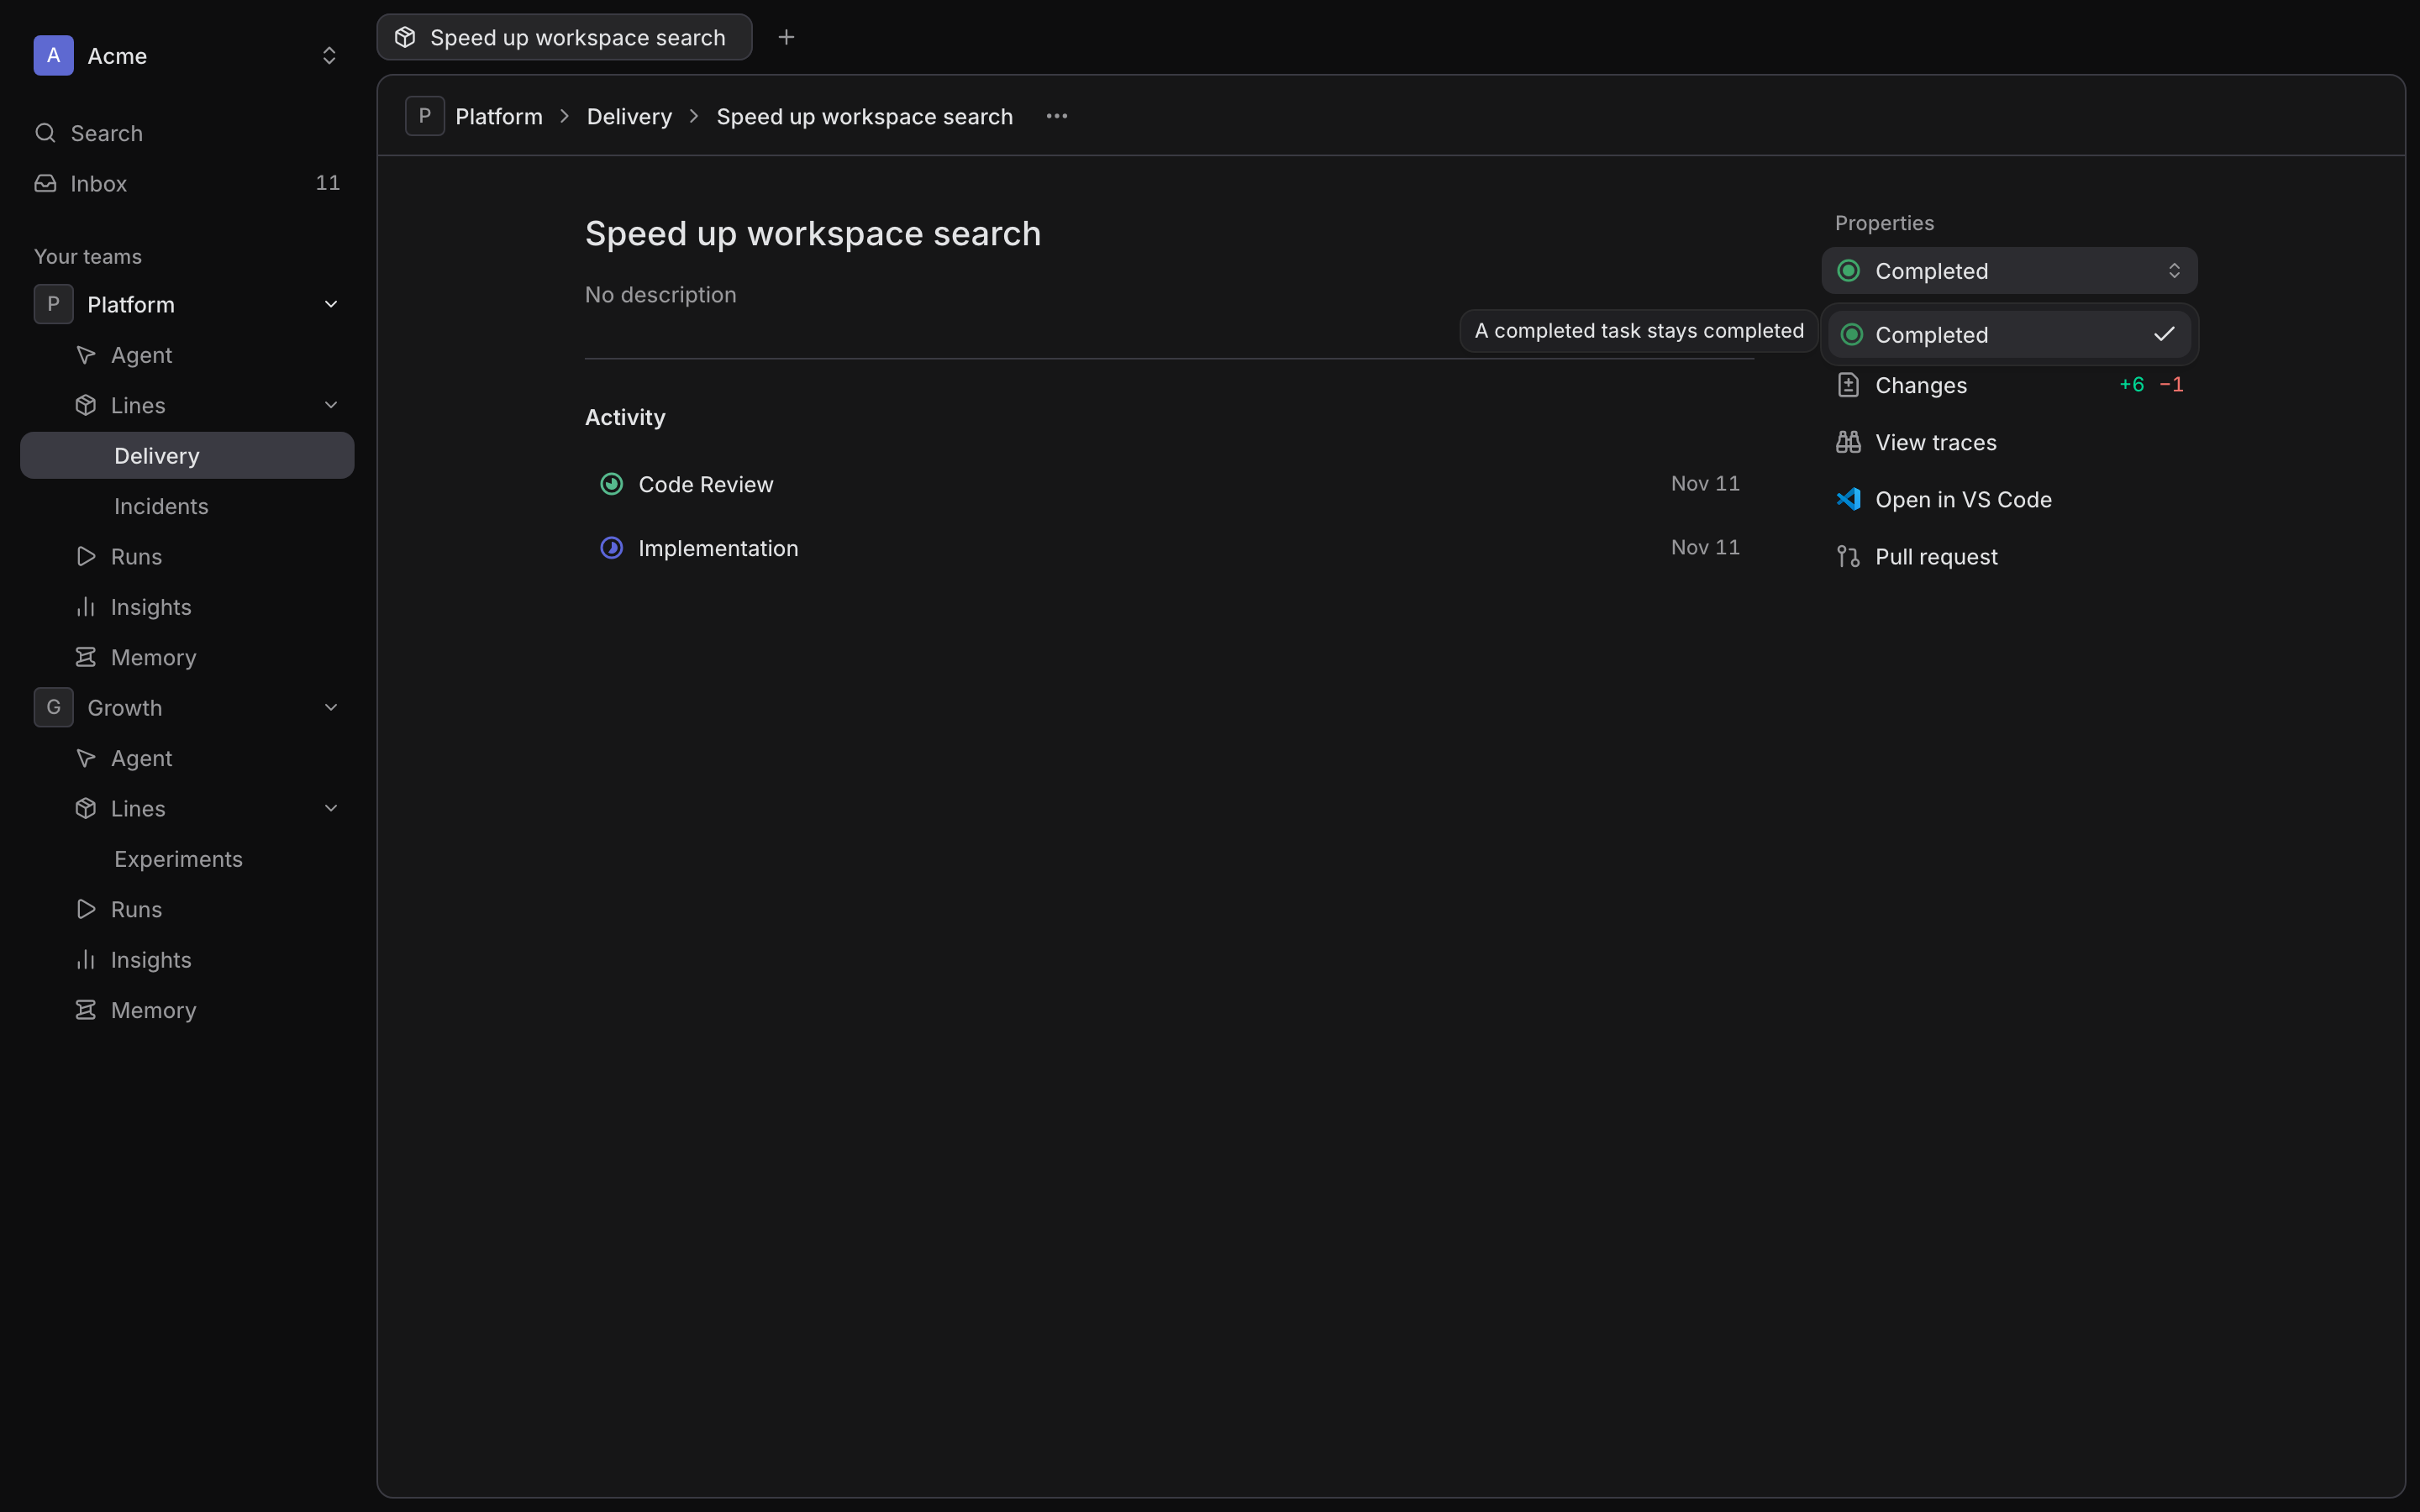 A Acme
Search
Inbox 11
Your teams
P Platform
Agent
Lines
Delivery
Incidents
Runs
Insights
Memory
G Growth
Agent
Lines
Experiments
Runs
Insights
Memory
Speed up workspace search
P Platform Delivery Speed up workspace search
Speed up workspace search
No description
Activity
Code Review Nov 11
Implementation Nov 11
Properties
Completed
A completed task stays completed
Completed
Changes +6 −1
View traces
Open in VS Code
Pull request